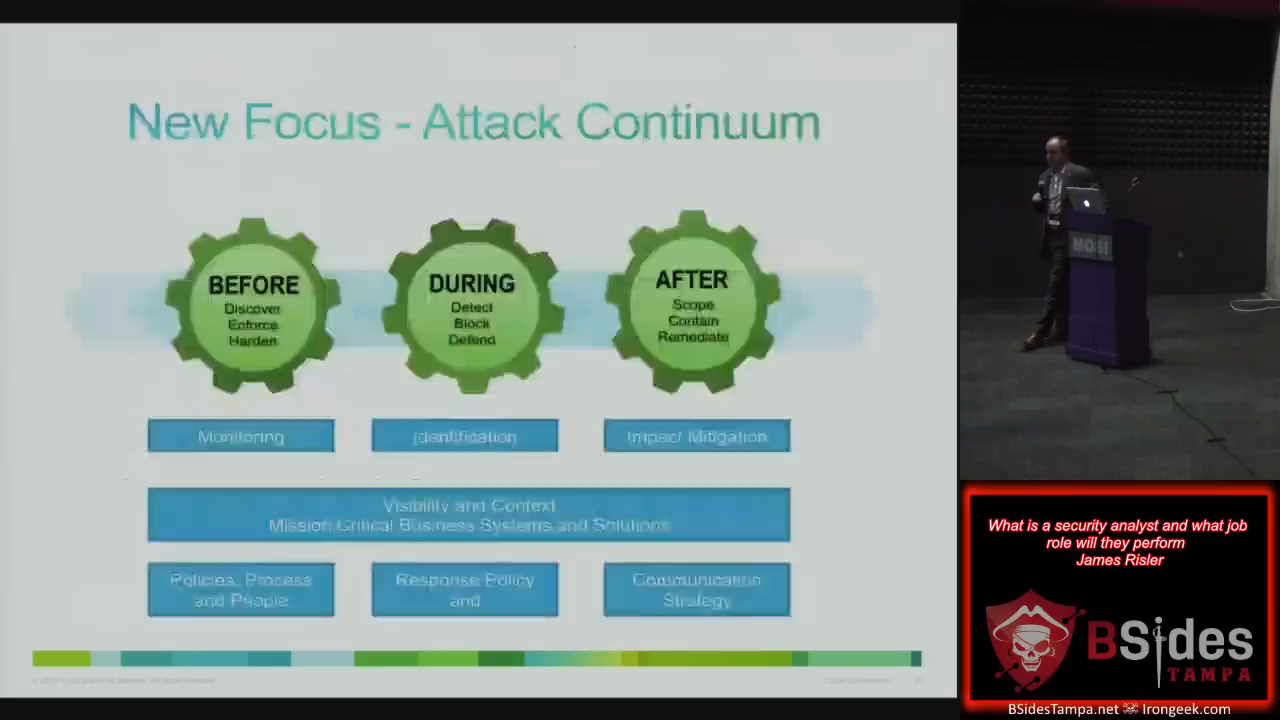 New Focus - Attack Continuum
BEFORE
Discover
Enforce
Harden
DURING
Detect
Block
Defend
AFTER
Scope
Contain
Remediate
Monitoring
Identification
Impact Mitigation
Visibility and Context
Mission Critical Business Systems and Solutions
Policies, Process
and People
Response Policy
and
Communication
Strategy
MOSI
What is a security analyst and what job
role will they perform
James Risler
BSides
TAMPA
BSidesTampa.net Irongeek.com